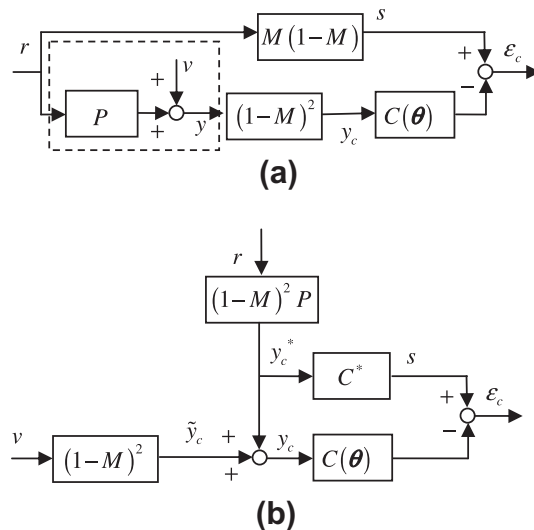 r
M(1−M)
s
+
ε_c
−
v
+
P
+
y
(1−M)²
y_c
C(θ)
(a)
r
(1−M)² P
y_c*
C*
s
+
ε_c
−
v
(1−M)²
ỹ_c
+
+
y_c
C(θ)
(b)